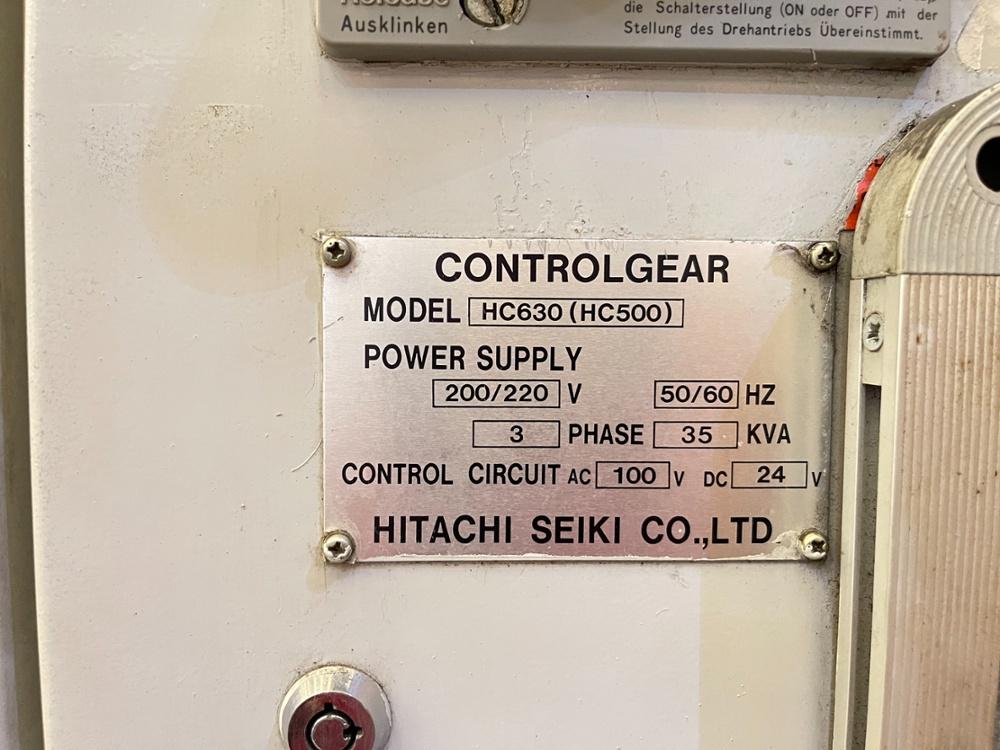 Release
Ausklinken
die Schalterstellung (ON oder OFF) mit der
Stellung des Drehantriebs Übereinstimmt.
CONTROLGEAR
MODEL HC630 (HC500)
POWER SUPPLY
200/220 V 50/60 HZ
3 PHASE 35 KVA
CONTROL CIRCUIT AC 100 V DC 24 V
HITACHI SEIKI CO.,LTD